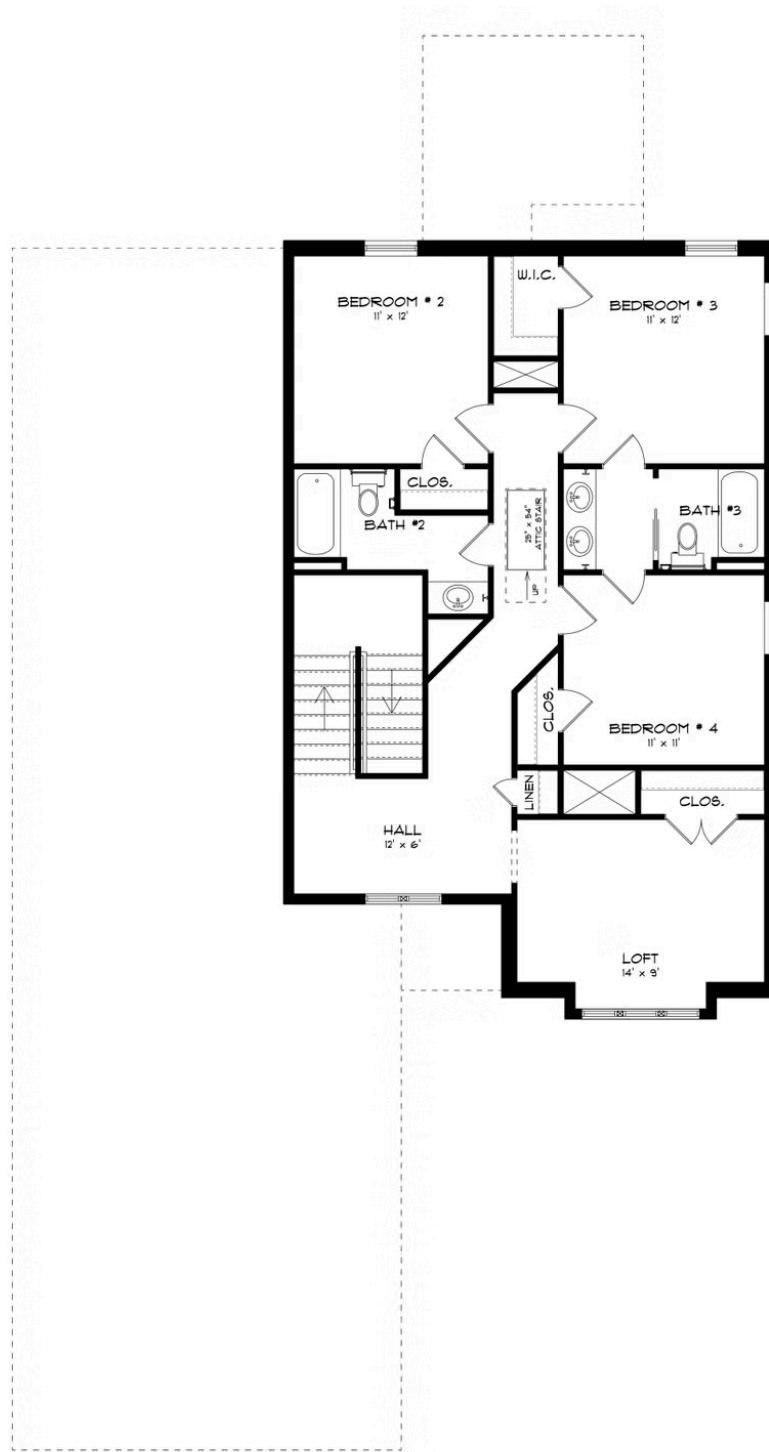 W.I.C.
BEDROOM # 2
11' x 12'
BEDROOM # 3
11' x 12'
CLOS.
BATH #2
25" x 54"
ATTIC STAIR
UP
BATH #3
CLOS.
BEDROOM # 4
11' x 11'
LINEN
CLOS.
HALL
12' x 6'
LOFT
14' x 9'